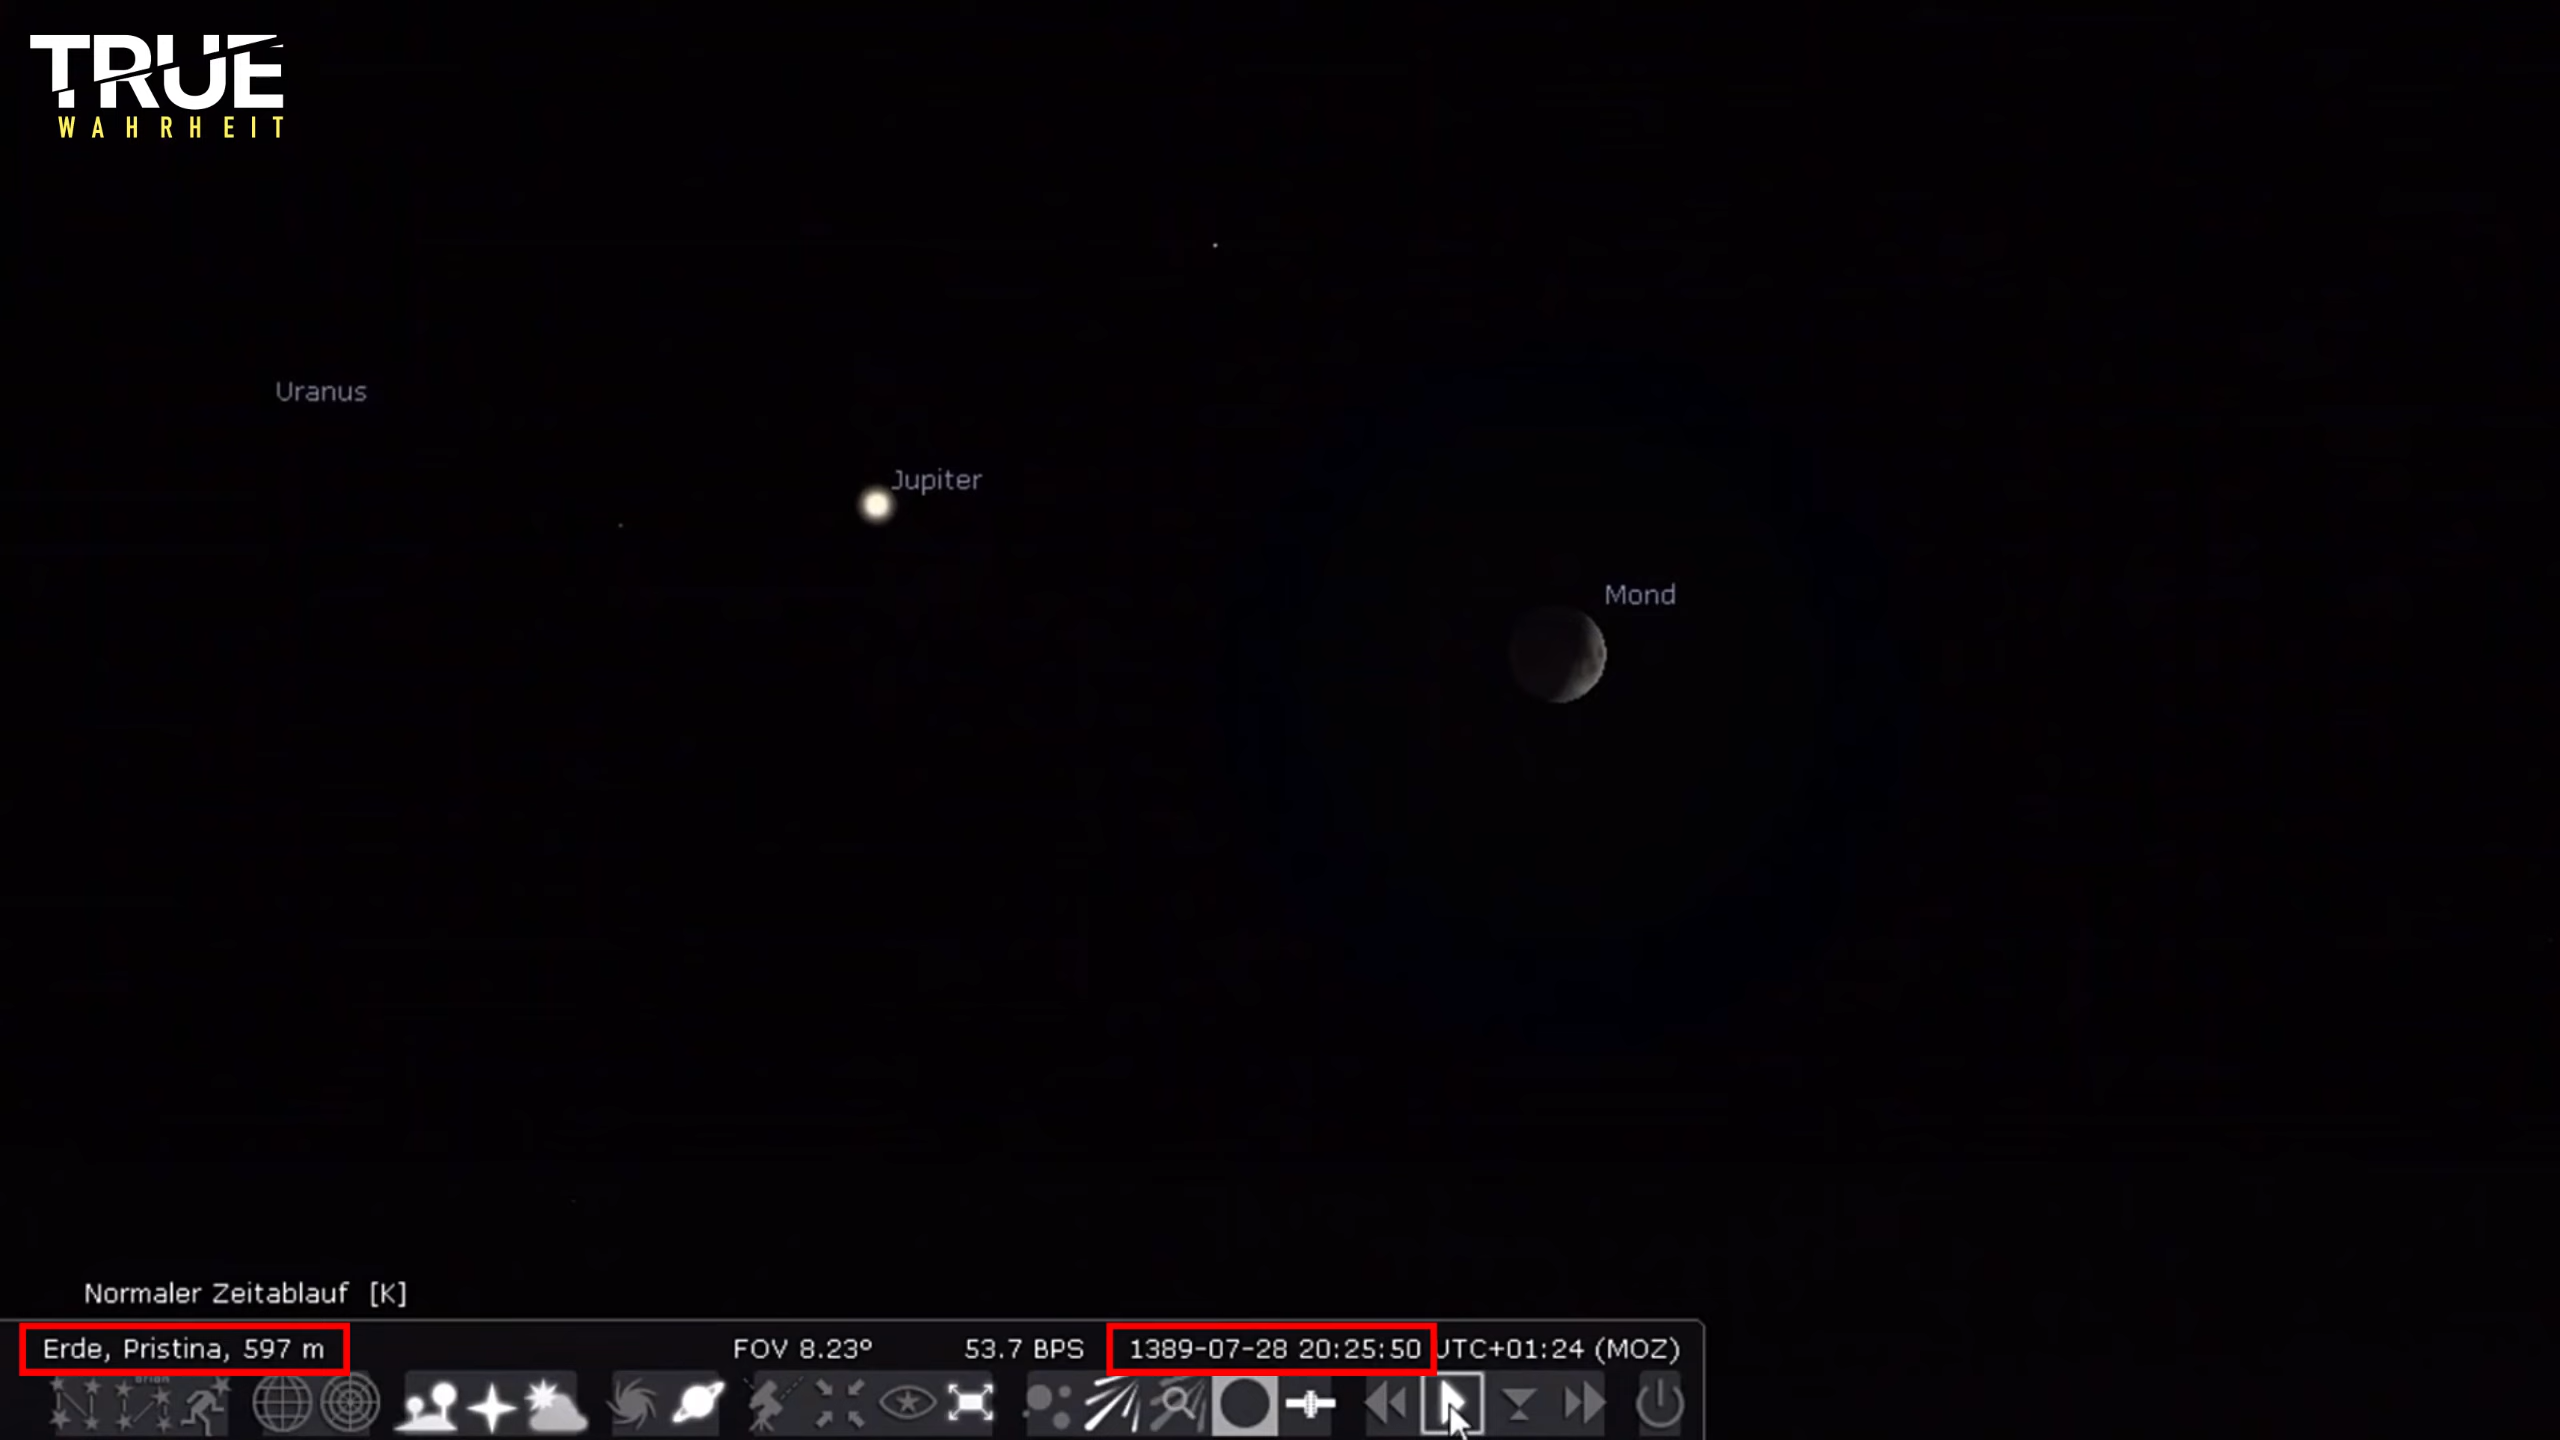 TRUE
WAHRHEIT
Uranus
Jupiter
Mond
Normaler Zeitablauf [K]
Erde, Pristina, 597 m FOV 8.23° 53.7 BPS 1389-07-28 20:25:50 UTC+01:24 (MOZ)